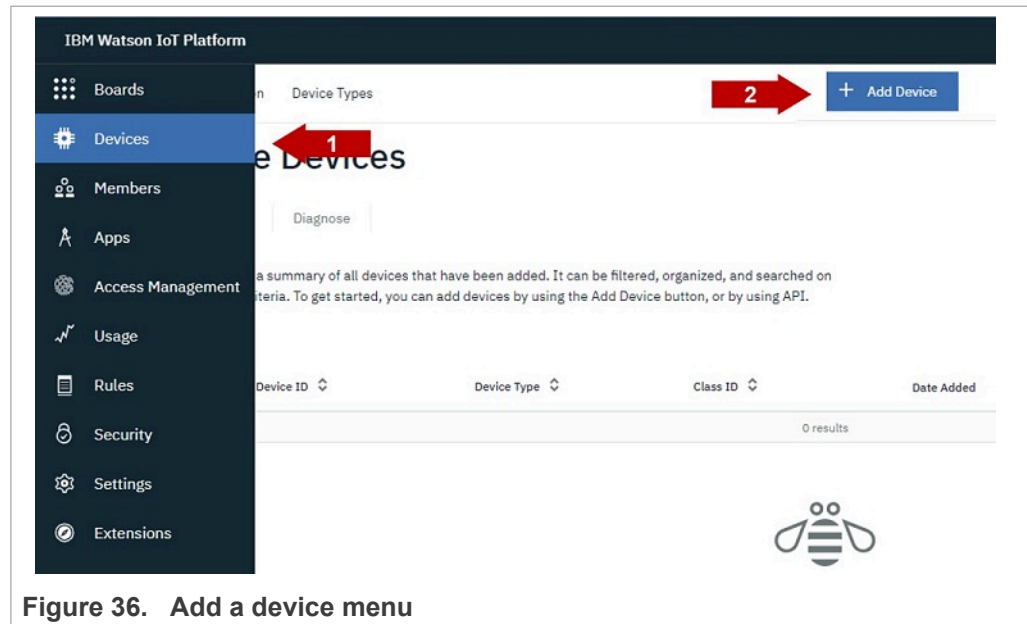 IBM Watson IoT Platform
Boards
n Device Types
2
+ Add Device
Devices
1
e Devices
Members
Diagnose
Apps
a summary of all devices that have been added. It can be filtered, organized, and searched on
Access Management
iteria. To get started, you can add devices by using the Add Device button, or by using API.
Usage
Rules
Device ID
Device Type
Class ID
Date Added
Security
0 results
Settings
Extensions
Figure 36. Add a device menu